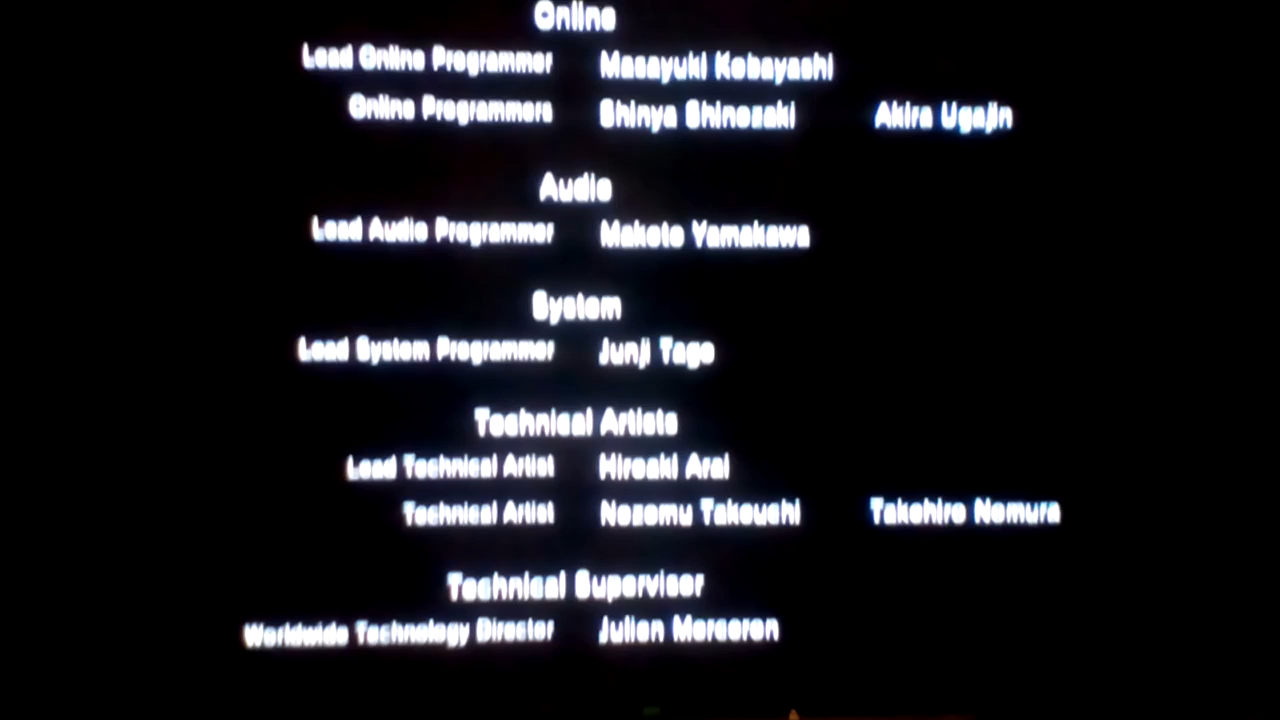 Online
Lead Online Programmer Masayuki Kobayashi
Online Programmers Shinya Shinozaki Akira Ugajin
Audio
Lead Audio Programmer Makoto Yamakawa
System
Lead System Programmer Junji Tago
Technical Artists
Lead Technical Artist Hiroaki Arai
Technical Artist Nozomu Takeuchi Takehiro Nomura
Technical Supervisor
Worldwide Technology Director Julien Merceron